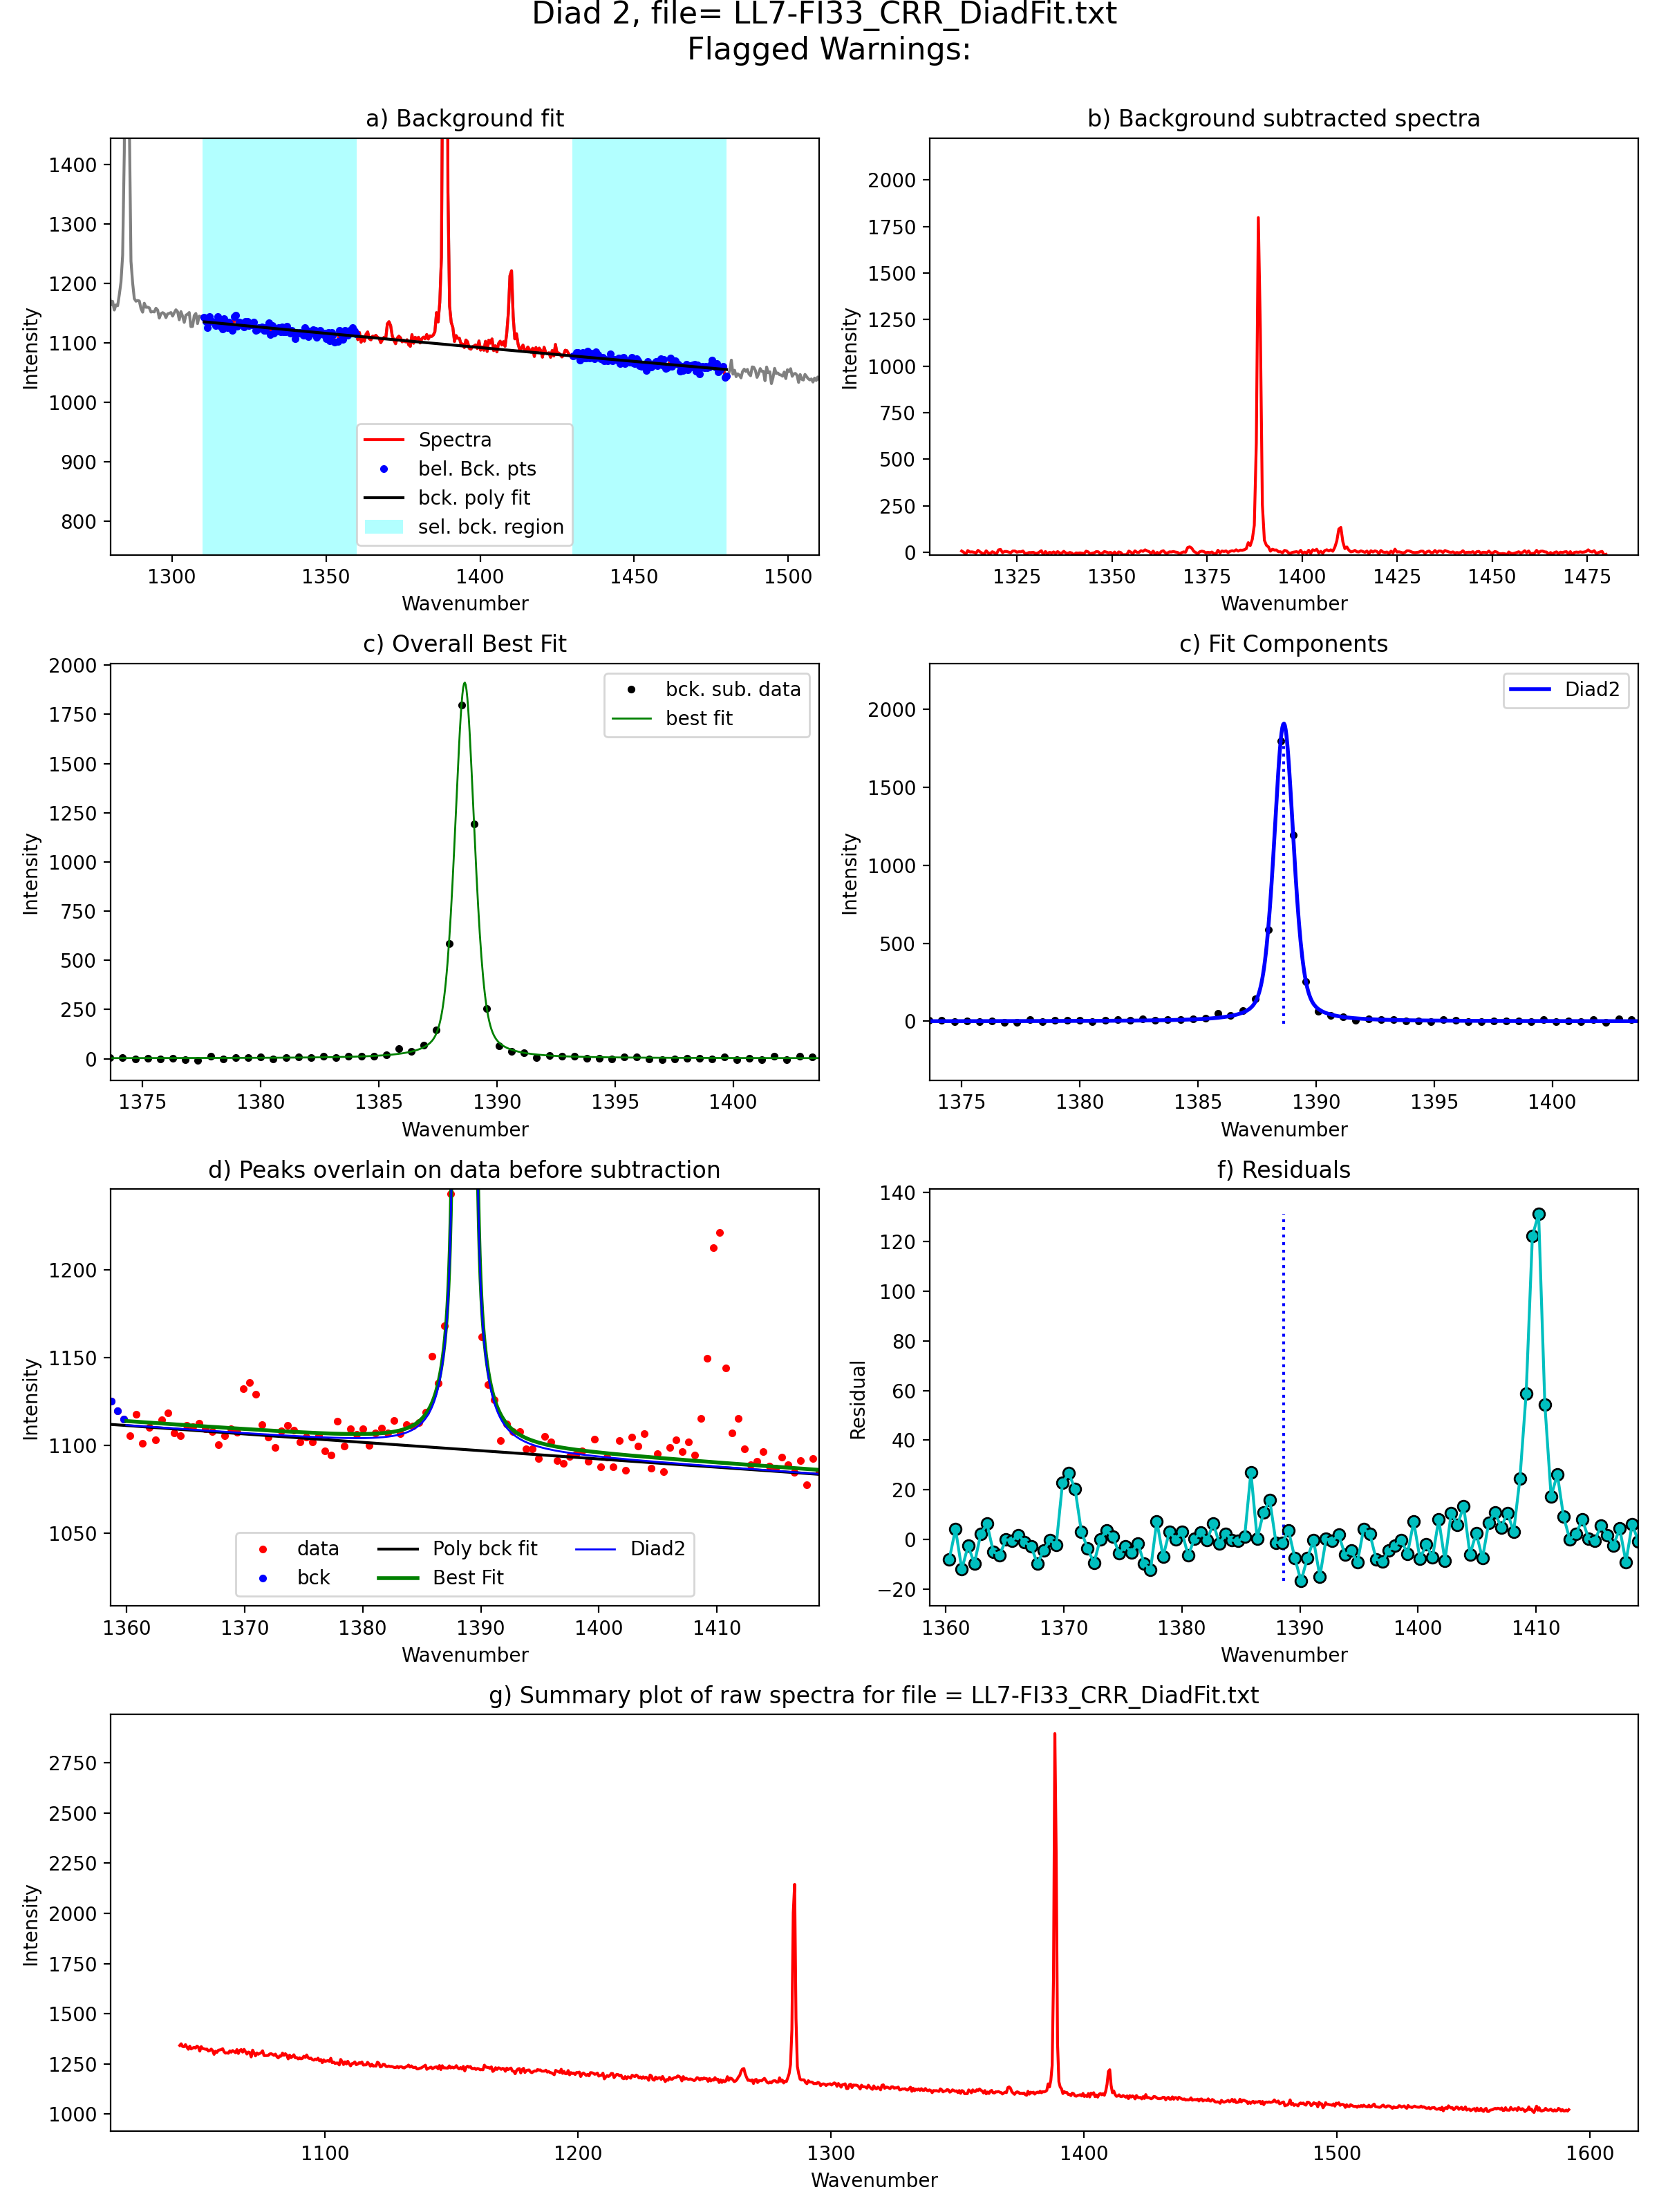 Diad 2, file= LL7-FI33_CRR_DiadFit.txt
Flagged Warnings:
a) Background fit
1400
1300
1200
1100
1000
900
800
Intensity
Spectra
bel. Bck. pts
bck. poly fit
sel. bck. region
1300 1350 1400 1450 1500
Wavenumber
b) Background subtracted spectra
2000
1750
1500
1250
1000
750
500
250
0
Intensity
1325 1350 1375 1400 1425 1450 1475
Wavenumber
c) Overall Best Fit
2000
1750
1500
1250
1000
750
500
250
0
Intensity
bck. sub. data
best fit
1375 1380 1385 1390 1395 1400
Wavenumber
c) Fit Components
2000
1500
1000
500
0
Intensity
Diad2
1375 1380 1385 1390 1395 1400
Wavenumber
d) Peaks overlain on data before subtraction
1200
1150
1100
1050
Intensity
data
bck
Poly bck fit
Best Fit
Diad2
1360 1370 1380 1390 1400 1410
Wavenumber
f) Residuals
140
120
100
80
60
40
20
0
−20
Residual
1360 1370 1380 1390 1400 1410
Wavenumber
g) Summary plot of raw spectra for file = LL7-FI33_CRR_DiadFit.txt
2750
2500
2250
2000
1750
1500
1250
1000
Intensity
1100 1200 1300 1400 1500 1600
Wavenumber